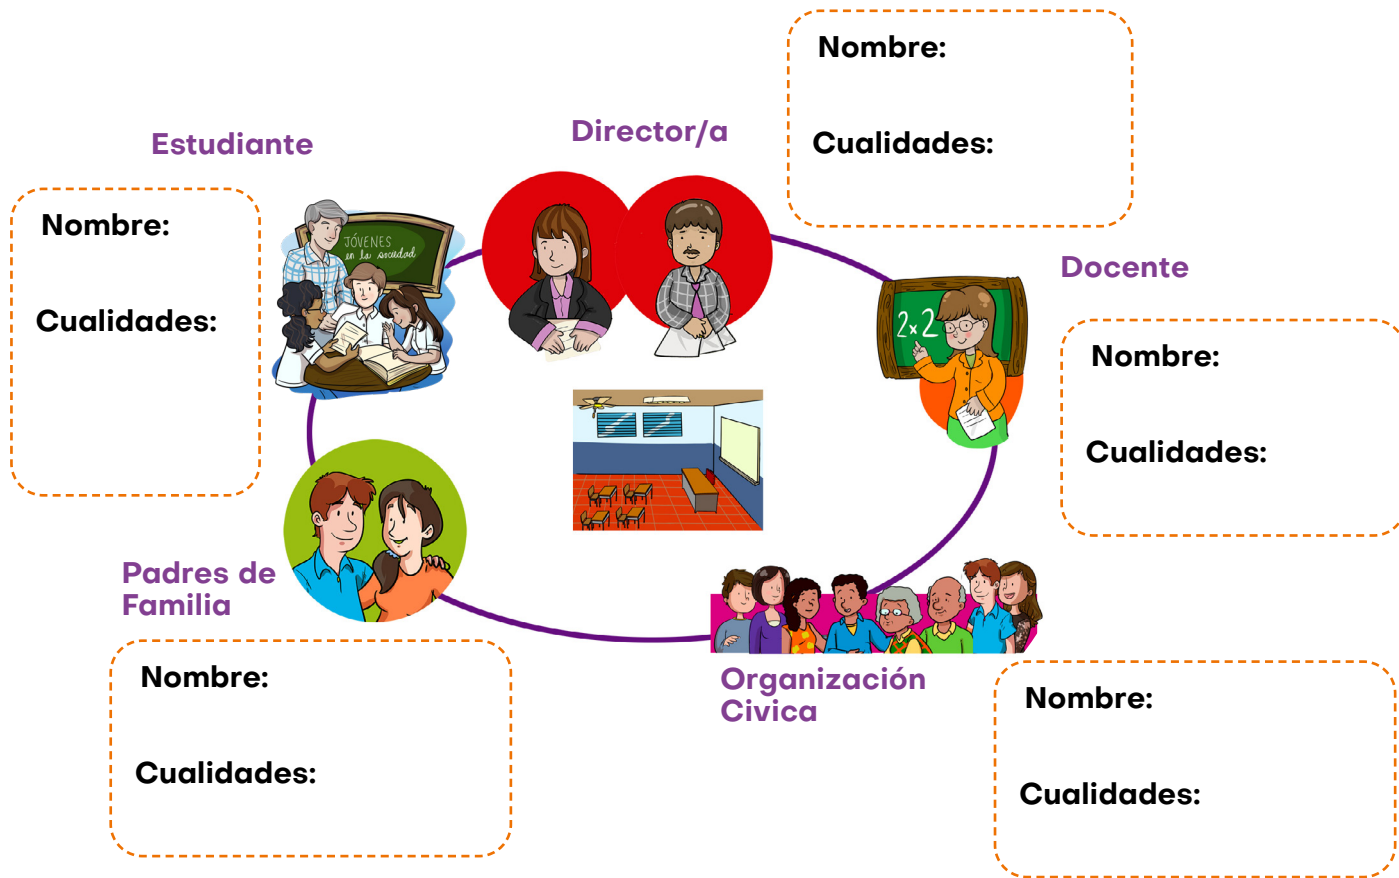 Nombre:
Cualidades:
Director/a
Estudiante
Nombre:
Cualidades:
JÓVENES
en la sociedad
Docente
2x2
Nombre:
Cualidades:
Padres de
Familia
Nombre:
Cualidades:
Organización
Civica
Nombre:
Cualidades: